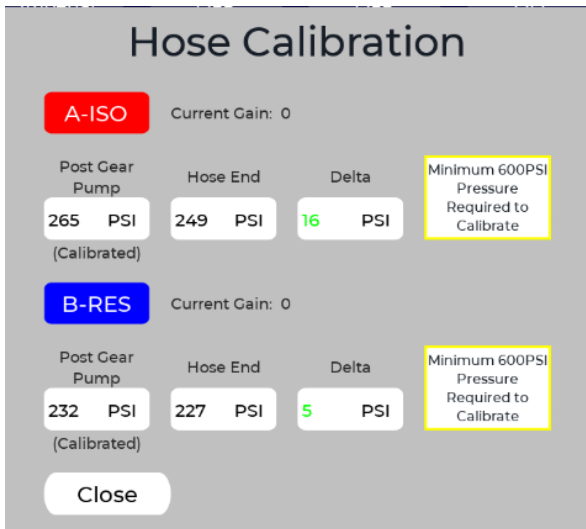 Hose Calibration
A-ISO Current Gain: 0
Post Gear
Pump
Hose End
Delta
Minimum 600PSI
Pressure
Required to
Calibrate
265 PSI 249 PSI 16 PSI
(Calibrated)
B-RES Current Gain: 0
Post Gear
Pump
Hose End
Delta
Minimum 600PSI
Pressure
Required to
Calibrate
232 PSI 227 PSI 5 PSI
(Calibrated)
Close